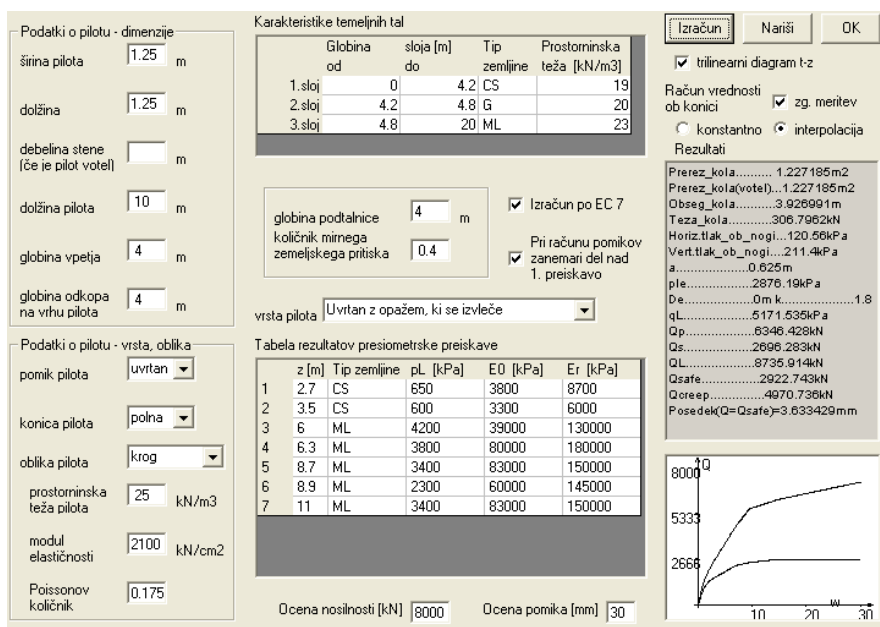 Podatki o pilotu - dimenzije
širina pilota 1.25 m
dolžina 1.25 m
debelina stene
(če je pilot votel) m
dolžina pilota 10 m
globina vpetja 4 m
globina odkopa
na vrhu pilota 4 m
Podatki o pilotu - vrsta, oblika
pomik pilota uvrtan
konica pilota polna
oblika pilota krog
prostorninska
teža pilota 25 kN/m3
modul
elastičnosti 2100 kN/cm2
Poissonov
količnik 0.175
Karakteristike temeljnih tal
Globina sloja [m] Tip Prostorninska
od do zemljine teža [kN/m3]
1.sloj 0 4.2 CS 19
2.sloj 4.2 4.8 G 20
3.sloj 4.8 20 ML 23
globina podtalnice 4 m
količnik mirnega
zemeljskega pritiska 0.4
Izračun po EC 7
Pri računu pomikov
zanemari del nad
1. preiskavo
vrsta pilota Uvrtan z opažem, ki se izvleče
Tabela rezultatov presiometrske preiskave
z [m] Tip zemljine pL [kPa] E0 [kPa] Er [kPa]
1 2.7 CS 650 3800 8700
2 3.5 CS 600 3300 6000
3 6 ML 4200 39000 130000
4 6.3 ML 3800 80000 180000
5 8.7 ML 3400 83000 150000
6 8.9 ML 2300 60000 145000
7 11 ML 3400 83000 150000
Ocena nosilnosti [kN] 8000 Ocena pomika [mm] 30
Izračun Nariši OK
trilinearni diagram t-z
Račun vrednosti
ob konici zg. meritev
konstantno interpolacija
Rezultati
Prerez_kola.......... 1.227185m2
Prerez_kola(votel)...1.227185m2
Obseg_kola............3.926991m
Teza_kola............306.7962kN
Horiz.tlak_ob_nogi...120.56kPa
Vert.tlak_ob_nogi....211.4kPa
a.....................0.625m
ple.................2876.19kPa
De....................0m k....................1.8
qL..................5171.535kPa
Qp..................6346.428kN
Qs..................2696.283kN
QL..................8735.914kN
Qsafe...............2922.743kN
Qcreep..............4970.736kN
Posedek(Q=Qsafe)=3.633429mm
8000 Q
5333
2666
10 20 w 30